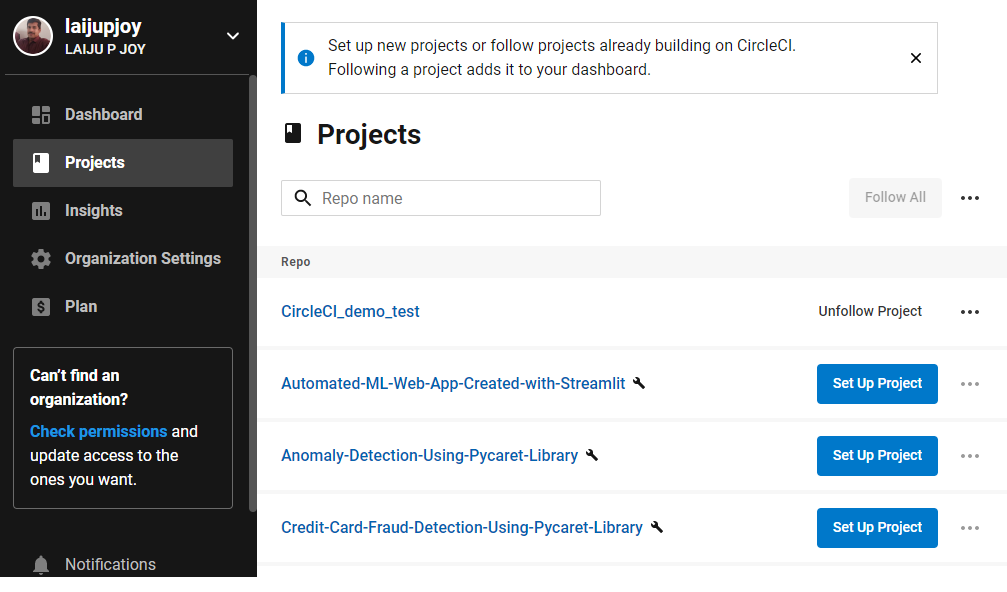 laijupjoy
LAIJU P JOY
Dashboard
Projects
Insights
Organization Settings
Plan
Can't find an
organization?
Check permissions and
update access to the
ones you want.
Notifications
Set up new projects or follow projects already building on CircleCI.
Following a project adds it to your dashboard.
Projects
Repo name
Follow All
Repo
CircleCI_demo_test
Unfollow Project
Automated-ML-Web-App-Created-with-Streamlit
Set Up Project
Anomaly-Detection-Using-Pycaret-Library
Set Up Project
Credit-Card-Fraud-Detection-Using-Pycaret-Library
Set Up Project